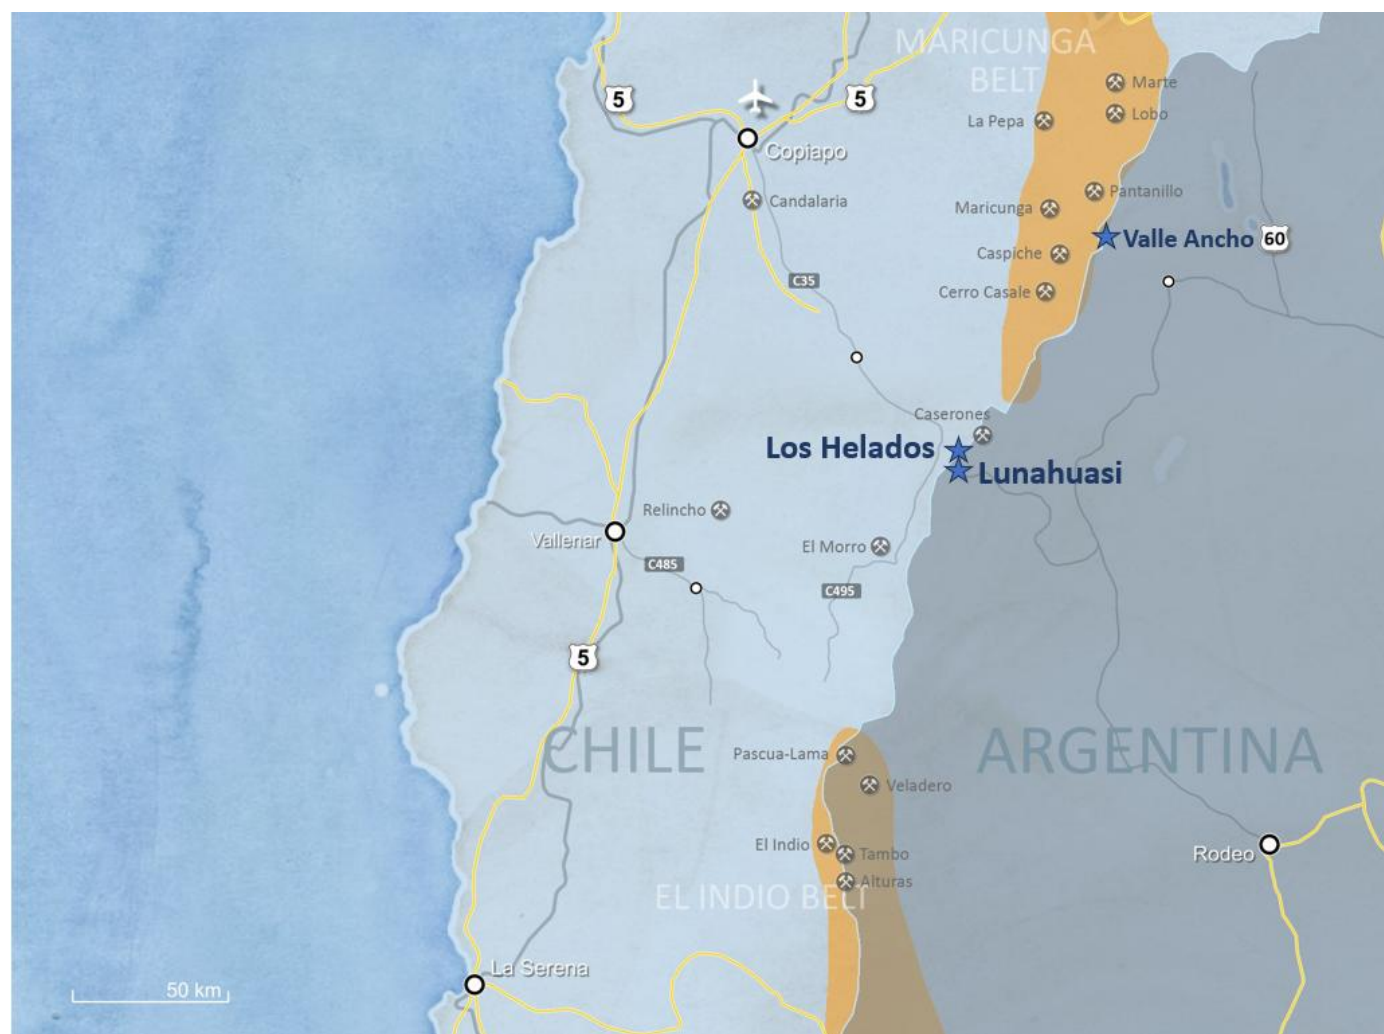 MARICUNGA
BELT
Marte
5
5
Lobo
La Pepa
Copiapo
Pantanillo
Candalaria
Maricunga
Valle Ancho
60
Caspiche
C35
Cerro Casale
Caserones
Los Helados
Lunahuasi
Relincho
Vallenar
El Morro
C485
C495
5
CHILE
ARGENTINA
Pascua-Lama
Veladero
El Indio
Tambo
Rodeo
Alturas
EL INDIO BELT
La Serena
50 km